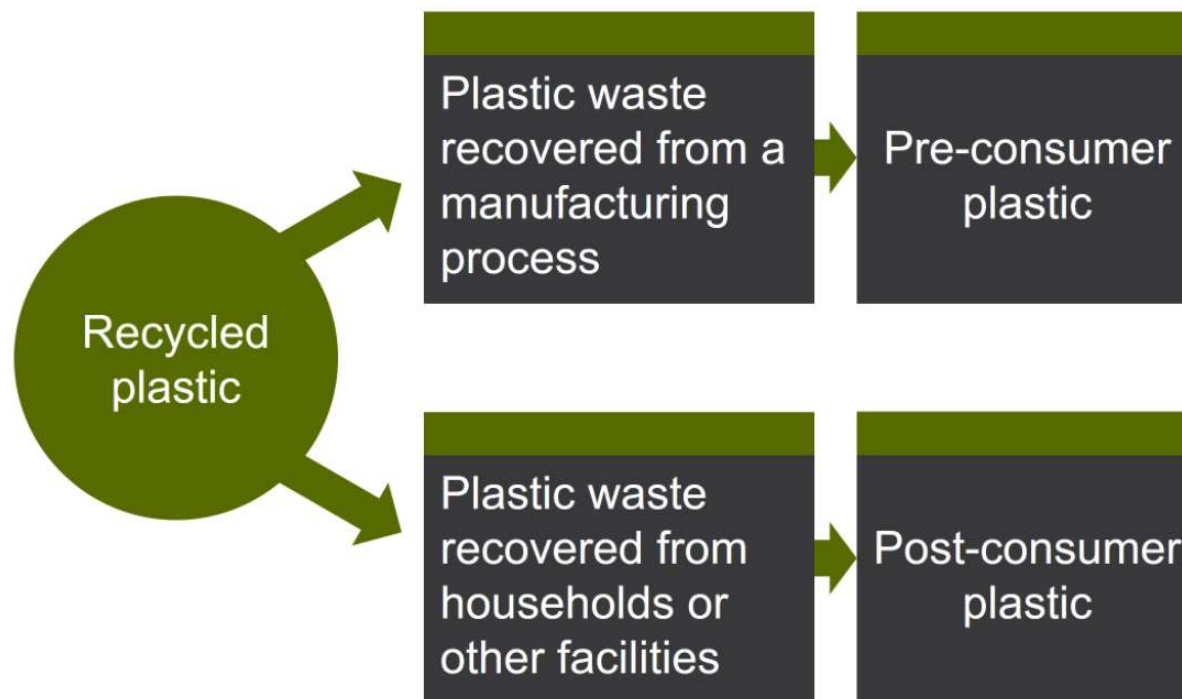 Recycled
plastic
Plastic waste
recovered from a
manufacturing
process
Pre-consumer
plastic
Plastic waste
recovered from
households or
other facilities
Post-consumer
plastic